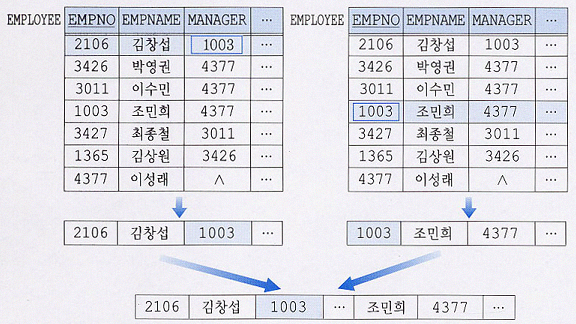 EMPLOYEE EMPNO EMPNAME MANAGER ⋯ EMPLOYEE EMPNO EMPNAME MANAGER ⋯
2106 김창섭 1003 ⋯ 2106 김창섭 1003 ⋯
3426 박영권 4377 ⋯ 3426 박영권 4377 ⋯
3011 이수민 4377 ⋯ 3011 이수민 4377 ⋯
1003 조민희 4377 ⋯ 1003 조민희 4377 ⋯
3427 최종철 3011 ⋯ 3427 최종철 3011 ⋯
1365 김상원 3426 ⋯ 1365 김상원 3426 ⋯
4377 이성래 ∧ ⋯ 4377 이성래 ∧ ⋯
2106 김창섭 1003 ⋯ 1003 조민희 4377 ⋯
2106 김창섭 1003 ⋯ 조민희 4377 ⋯